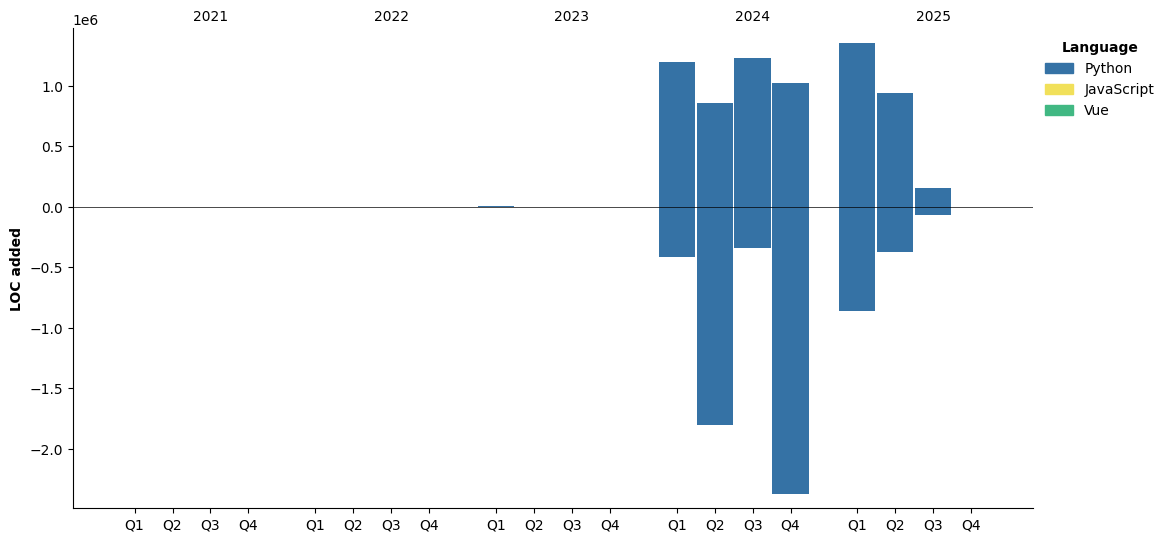 1e6
2021 2022 2023 2024 2025
Language
Python
JavaScript
Vue
1.0
0.5
0.0
−0.5
−1.0
−1.5
−2.0
LOC added
Q1 Q2 Q3 Q4 Q1 Q2 Q3 Q4 Q1 Q2 Q3 Q4 Q1 Q2 Q3 Q4 Q1 Q2 Q3 Q4